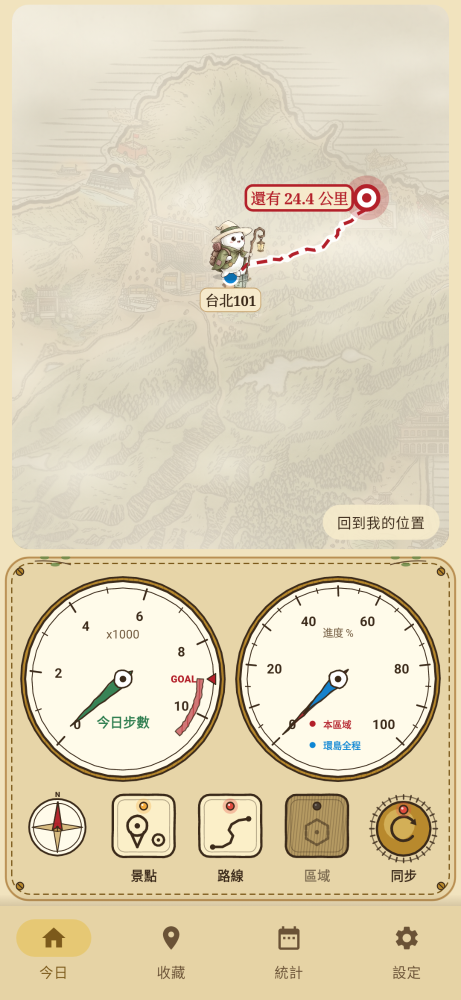 還有 24.4 公里
台北101
回到我的位置
0
2
4
6
8
10
x1000
GOAL
今日步數
0
20
40
60
80
100
進度 %
本區域
環島全程
N
景點
路線
區域
同步
今日
收藏
統計
設定